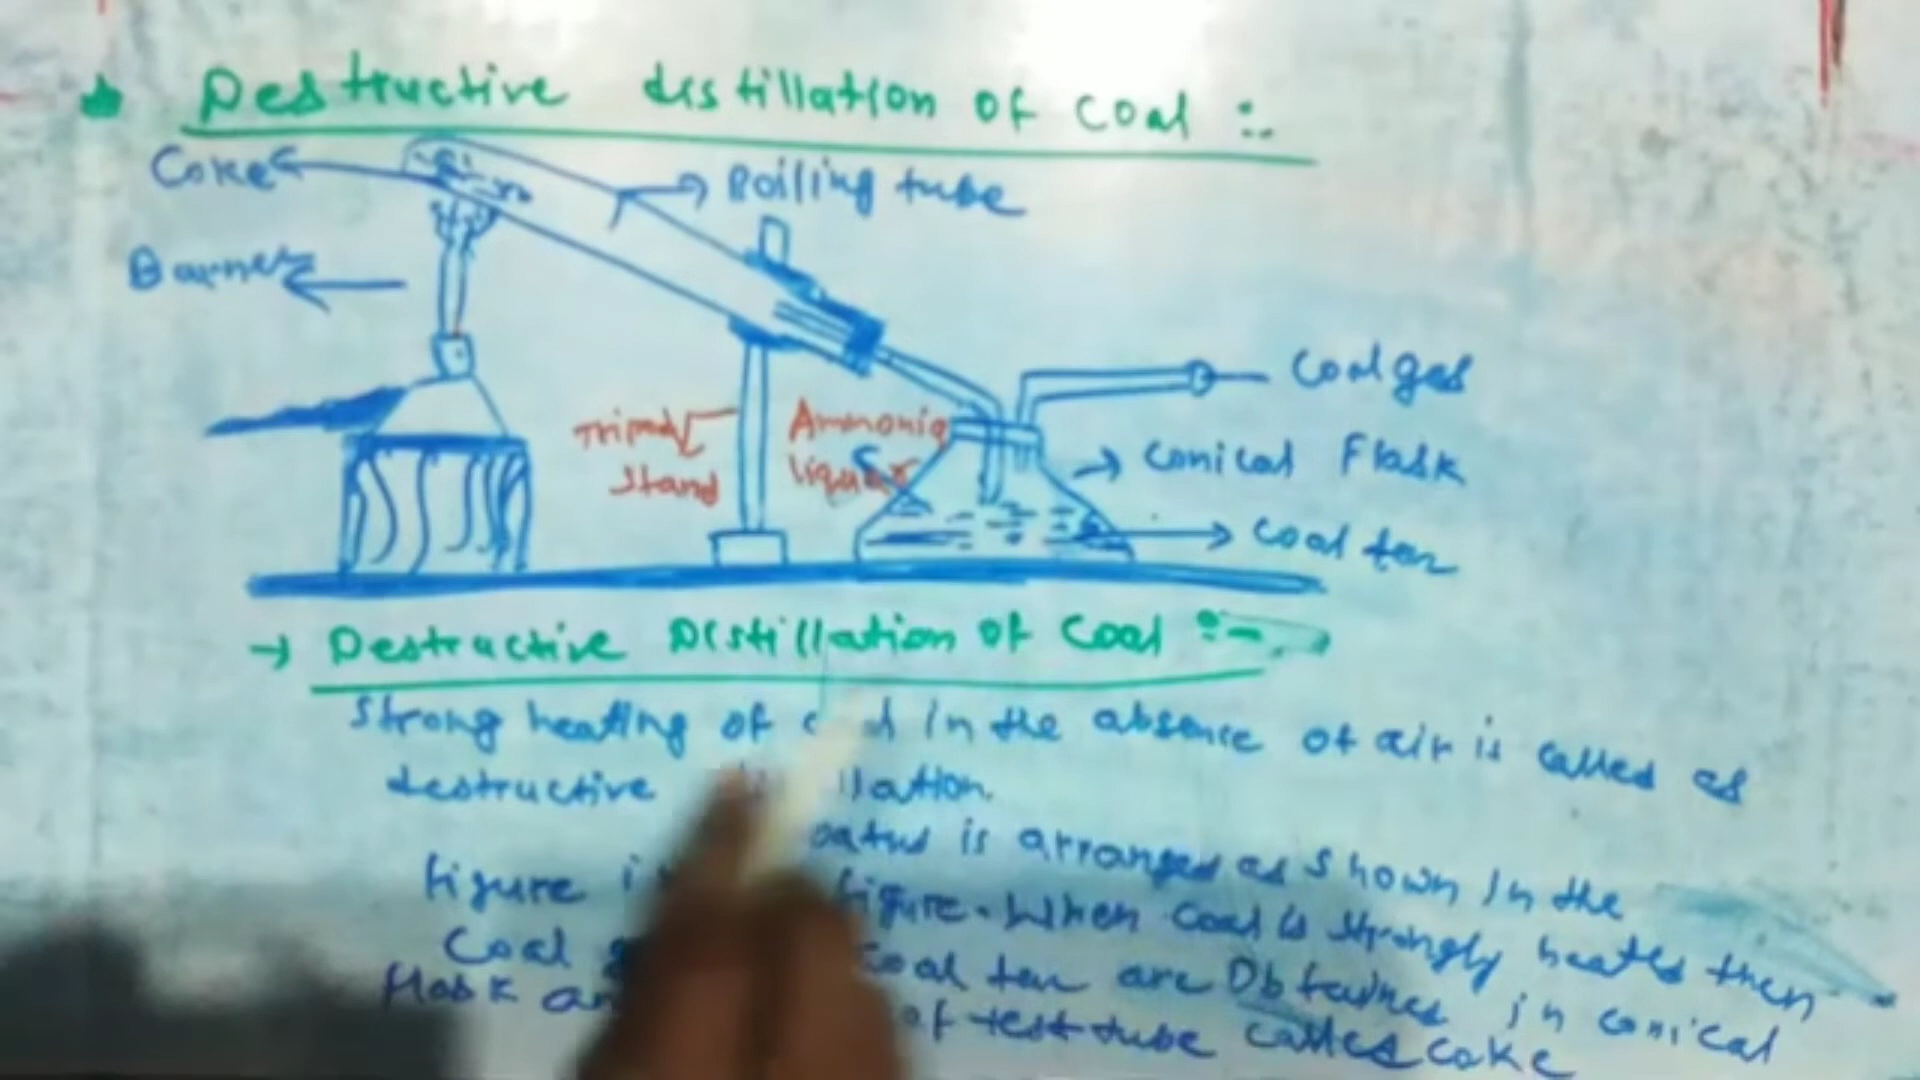 Destructive distillation of Coal :-
Coke
Boiling tube
Barner
Coal ges
Tripod
stand
Ammonia
liquor
Conical Flask
Coal tar
→ Destructive Distillation of Coal :-
Strong heating of in the absence of air is called as
destructive
is arranged as shown in the
figure figure. When coal is strongly heated then
Coal Coal tar are Obtained in conical
flask of test tube called coke